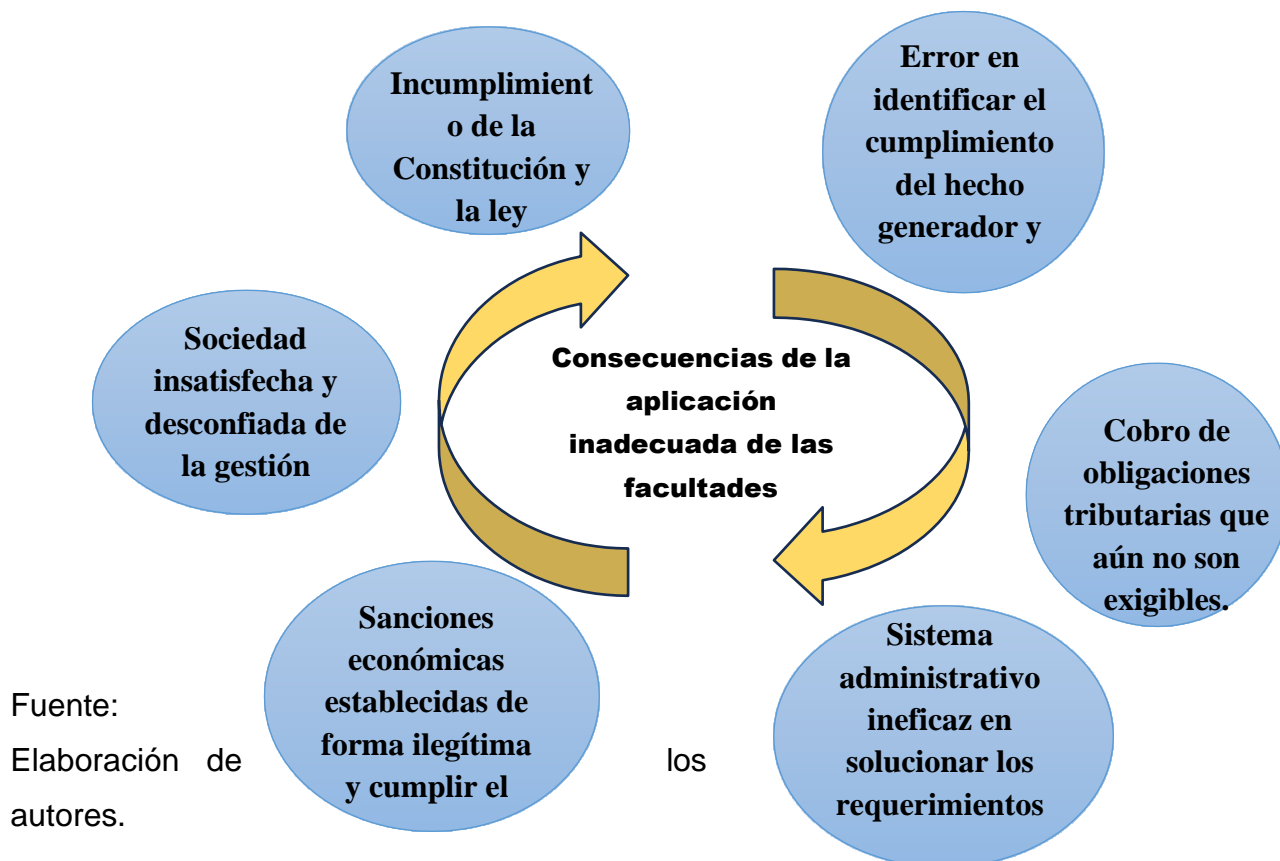 Incumplimient
o de la
Constitución y
la ley
Error en
identificar el
cumplimiento
del hecho
generador y
Sociedad
insatisfecha y
desconfiada de
la gestión
Consecuencias de la
aplicación
inadecuada de las
facultades
Cobro de
obligaciones
tributarias que
aún no son
exigibles.
Sanciones
económicas
establecidas de
forma ilegítima
y cumplir el
Sistema
administrativo
ineficaz en
solucionar los
requerimientos
Fuente:
Elaboración de los
autores.